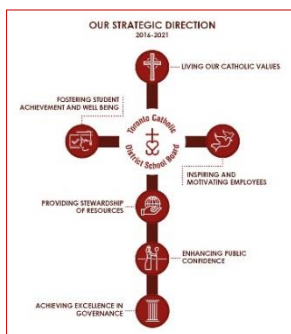 OUR STRATEGIC DIRECTION
2016-2021
LIVING OUR CATHOLIC VALUES
FOSTERING STUDENT
ACHIEVEMENT AND WELL BEING
Toronto Catholic
District School Board
INSPIRING AND
MOTIVATING EMPLOYEES
PROVIDING STEWARDSHIP
OF RESOURCES
ENHANCING PUBLIC
CONFIDENCE
ACHIEVING EXCELLENCE IN
GOVERNANCE